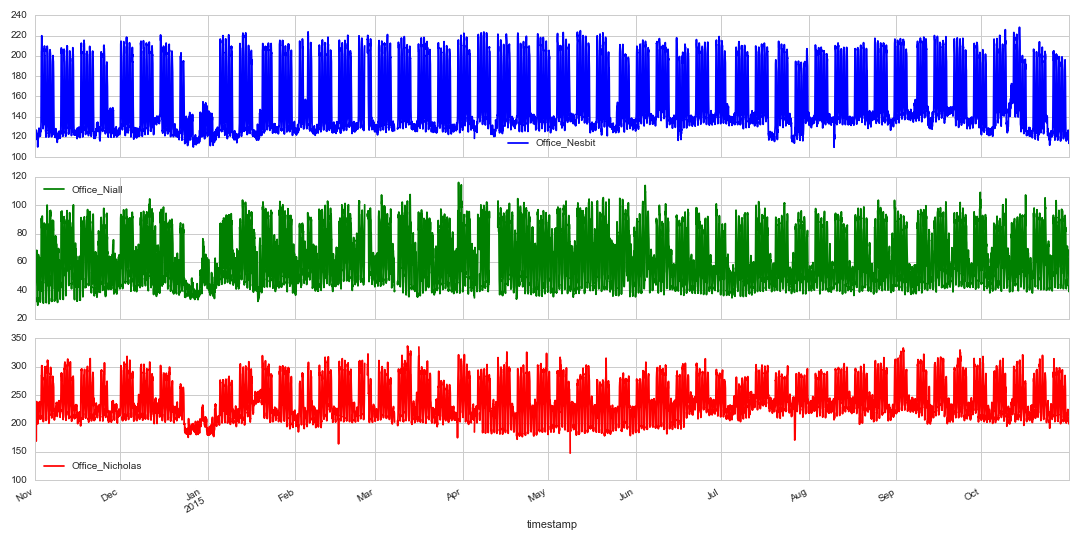 240
220
200
180
160
140
120
100
Office_Nesbit
120
100
80
60
40
20
Office_Niall
350
300
250
200
150
100
Office_Nicholas
Nov
Dec
Jan
2015
Feb
Mar
Apr
May
Jun
Jul
Aug
Sep
Oct
timestamp